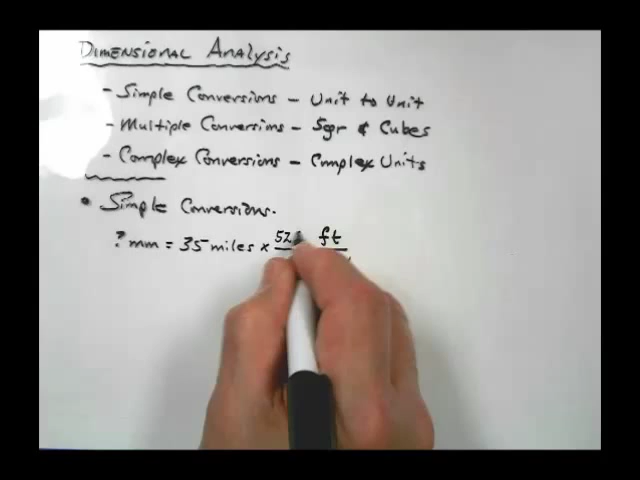 DIMENSIONAL ANALYSIS
- Simple Conversions - Unit to Unit
- Multiple Conversions - Sqr & Cubes
- Complex Conversions - Complex Units
• Simple Conversions.
? mm = 35 miles × 52 ft